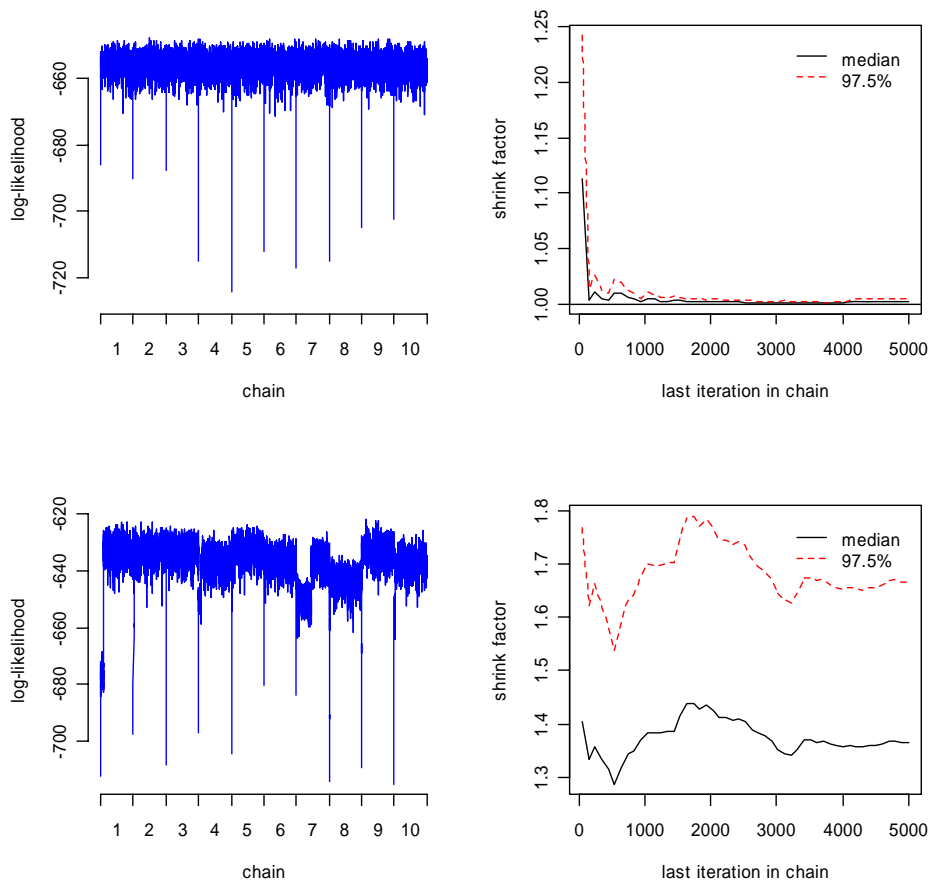 log-likelihood
-660
-680
-700
-720
1 2 3 4 5 6 7 8 9 10
chain
shrink factor
1.25
1.20
1.15
1.10
1.05
1.00
median
97.5%
0 1000 2000 3000 4000 5000
last iteration in chain
log-likelihood
-620
-640
-660
-680
-700
1 2 3 4 5 6 7 8 9 10
chain
shrink factor
1.8
1.7
1.6
1.5
1.4
1.3
median
97.5%
0 1000 2000 3000 4000 5000
last iteration in chain